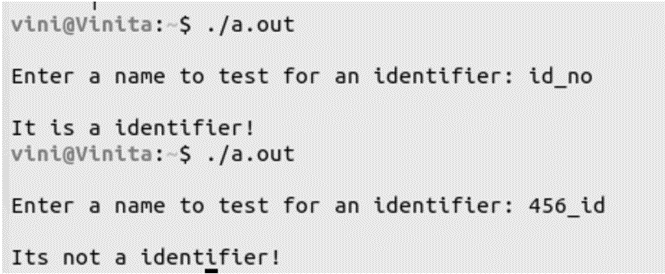 vini@Vinita:~$ ./a.out
Enter a name to test for an identifier: id_no
It is a identifier!
vini@Vinita:~$ ./a.out
Enter a name to test for an identifier: 456_id
Its not a identifier!